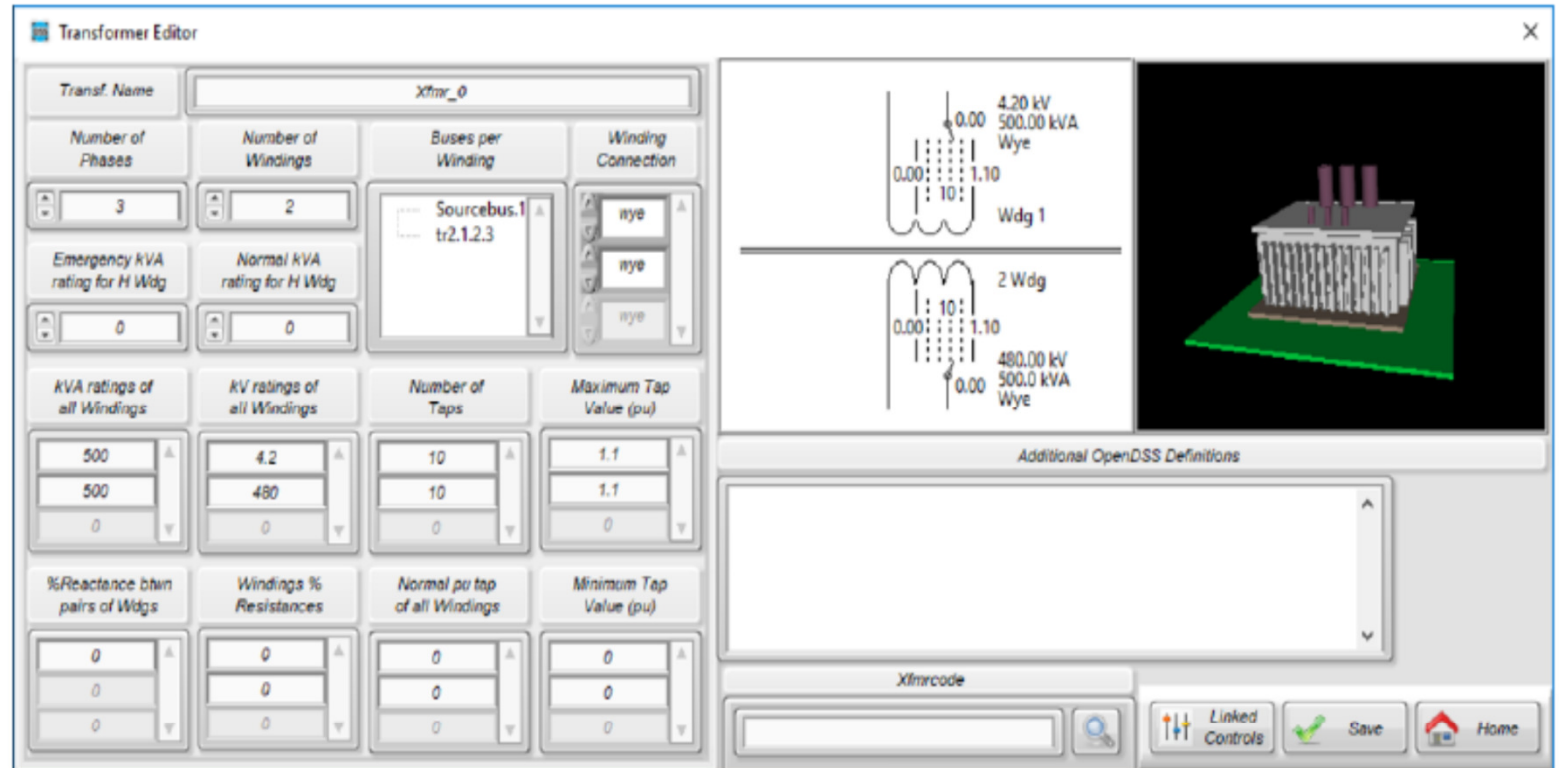 Transformer Editor
Transf. Name
Xfmr_0
Number of
Phases
Number of
Windings
Buses per
Winding
Winding
Connection
3
2
Sourcebus.1
tr2.1.2.3
wye
wye
wye
Emergency kVA
rating for H Wdg
Normal kVA
rating for H Wdg
0
0
kVA ratings of
all Windings
kV ratings of
all Windings
Number of
Taps
Maximum Tap
Value (pu)
500
4.2
10
1.1
500
480
10
1.1
0
0
0
0
%Reactance btwn
pairs of Wdgs
Windings %
Resistances
Normal pu tap
of all Windings
Minimum Tap
Value (pu)
0
0
0
0
0
0
0
0
0
0
0
0
4.20 kV
0.00 500.00 kVA
Wye
0.00 1.10
10
Wdg 1
2 Wdg
10
0.00 1.10
480.00 kV
0.00 500.0 kVA
Wye
Additional OpenDSS Definitions
Xfmrcode
Linked
Controls
Save
Home